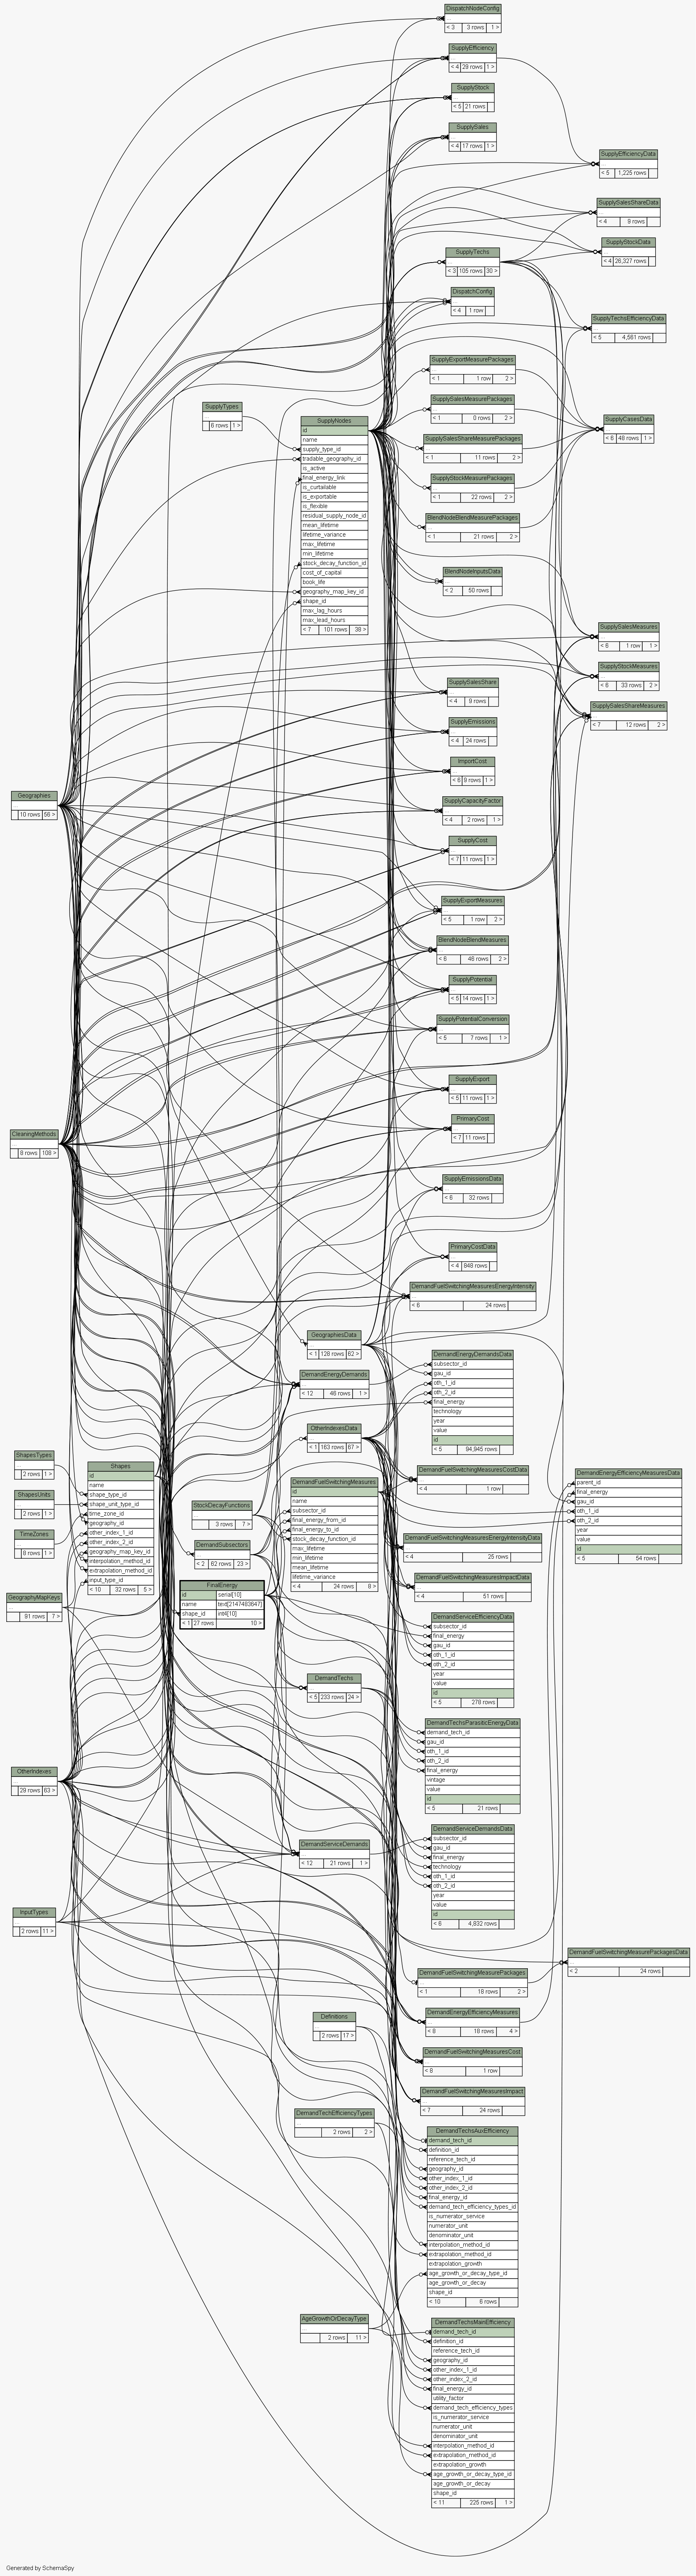 DispatchNodeConfig
...
< 3 3 rows 1 >
SupplyEfficiency
...
< 4 29 rows 1 >
SupplyStock
...
< 5 21 rows
SupplySales
...
< 4 17 rows 1 >
SupplyEfficiencyData
...
< 5 1,225 rows
SupplySalesShareData
...
< 4 9 rows
SupplyStockData
...
< 4 26,327 rows
SupplyTechs
...
< 3 105 rows 30 >
DispatchConfig
...
< 4 1 row
SupplyTechsEfficiencyData
...
< 5 4,561 rows
SupplyExportMeasurePackages
...
< 1 1 row 2 >
SupplySalesMeasurePackages
...
< 1 0 rows 2 >
SupplyCasesData
...
< 6 48 rows 1 >
SupplySalesShareMeasurePackages
...
< 1 11 rows 2 >
SupplyStockMeasurePackages
...
< 1 22 rows 2 >
BlendNodeBlendMeasurePackages
...
< 1 21 rows 2 >
BlendNodeInputsData
...
< 2 50 rows
SupplyTypes
...
6 rows 1 >
SupplyNodes
id
name
supply_type_id
tradable_geography_id
is_active
final_energy_link
is_curtailable
is_exportable
is_flexible
residual_supply_node_id
mean_lifetime
lifetime_variance
max_lifetime
min_lifetime
stock_decay_function_id
cost_of_capital
book_life
geography_map_key_id
shape_id
max_lag_hours
max_lead_hours
< 7 101 rows 38 >
SupplySalesMeasures
...
< 6 1 row 1 >
SupplyStockMeasures
...
< 6 33 rows 2 >
SupplySalesShareMeasures
...
< 7 12 rows 2 >
SupplySalesShare
...
< 4 9 rows
SupplyEmissions
...
< 4 24 rows
ImportCost
...
< 6 9 rows 1 >
SupplyCapacityFactor
...
< 4 2 rows 1 >
SupplyCost
...
< 7 11 rows 1 >
Geographies
...
10 rows 56 >
SupplyExportMeasures
...
< 5 1 row 2 >
BlendNodeBlendMeasures
...
< 6 46 rows 2 >
SupplyPotential
...
< 5 14 rows 1 >
SupplyPotentialConversion
...
< 5 7 rows 1 >
SupplyExport
...
< 5 11 rows 1 >
PrimaryCost
...
< 7 11 rows
CleaningMethods
...
8 rows 108 >
SupplyEmissionsData
...
< 6 32 rows
PrimaryCostData
...
< 4 848 rows
DemandFuelSwitchingMeasuresEnergyIntensity
...
< 6 24 rows
GeographiesData
...
< 1 128 rows 62 >
DemandEnergyDemands
...
< 12 46 rows 1 >
DemandEnergyDemandsData
subsector_id
gau_id
oth_1_id
oth_2_id
final_energy
technology
year
value
id
< 5 94,945 rows
OtherIndexesData
...
< 1 163 rows 67 >
ShapesTypes
...
2 rows 1 >
ShapesUnits
...
2 rows 1 >
TimeZones
...
8 rows 1 >
GeographyMapKeys
...
91 rows 7 >
Shapes
id
name
shape_type_id
shape_unit_type_id
time_zone_id
geography_id
other_index_1_id
other_index_2_id
geography_map_key_id
interpolation_method_id
extrapolation_method_id
input_type_id
< 10 32 rows 5 >
StockDecayFunctions
...
3 rows 7 >
DemandSubsectors
...
< 2 62 rows 23 >
FinalEnergy
id serial[10]
name text[2147483647]
shape_id int4[10]
< 1 27 rows 10 >
DemandFuelSwitchingMeasures
id
name
subsector_id
final_energy_from_id
final_energy_to_id
stock_decay_function_id
max_lifetime
min_lifetime
mean_lifetime
lifetime_variance
< 4 24 rows 8 >
DemandFuelSwitchingMeasuresCostData
...
< 4 1 row
DemandFuelSwitchingMeasuresEnergyIntensityData
...
< 4 25 rows
DemandFuelSwitchingMeasuresImpactData
...
< 4 51 rows
DemandEnergyEfficiencyMeasuresData
parent_id
final_energy
gau_id
oth_1_id
oth_2_id
year
value
id
< 5 54 rows
DemandServiceEfficiencyData
subsector_id
final_energy
gau_id
oth_1_id
oth_2_id
year
value
id
< 5 278 rows
DemandTechs
...
< 5 233 rows 24 >
DemandTechsParasiticEnergyData
demand_tech_id
gau_id
oth_1_id
oth_2_id
final_energy
vintage
value
id
< 5 21 rows
OtherIndexes
...
29 rows 63 >
DemandServiceDemands
...
< 12 21 rows 1 >
DemandServiceDemandsData
subsector_id
gau_id
final_energy
technology
oth_1_id
oth_2_id
year
value
id
< 6 4,832 rows
InputTypes
...
2 rows 11 >
DemandFuelSwitchingMeasurePackagesData
...
< 2 24 rows
DemandFuelSwitchingMeasurePackages
...
< 1 18 rows 2 >
DemandEnergyEfficiencyMeasures
...
< 8 18 rows 4 >
Definitions
...
2 rows 17 >
DemandFuelSwitchingMeasuresCost
...
< 8 1 row
DemandFuelSwitchingMeasuresImpact
...
< 7 24 rows
DemandTechEfficiencyTypes
...
2 rows 2 >
DemandTechsAuxEfficiency
demand_tech_id
definition_id
reference_tech_id
geography_id
other_index_1_id
other_index_2_id
final_energy_id
demand_tech_efficiency_types_id
is_numerator_service
numerator_unit
denominator_unit
interpolation_method_id
extrapolation_method_id
extrapolation_growth
age_growth_or_decay_type_id
age_growth_or_decay
shape_id
< 10 6 rows
AgeGrowthOrDecayType
...
2 rows 11 >
DemandTechsMainEfficiency
demand_tech_id
definition_id
reference_tech_id
geography_id
other_index_1_id
other_index_2_id
final_energy_id
utility_factor
demand_tech_efficiency_types
is_numerator_service
numerator_unit
denominator_unit
interpolation_method_id
extrapolation_method_id
extrapolation_growth
age_growth_or_decay_type_id
age_growth_or_decay
shape_id
< 11 225 rows 1 >
Generated by SchemaSpy